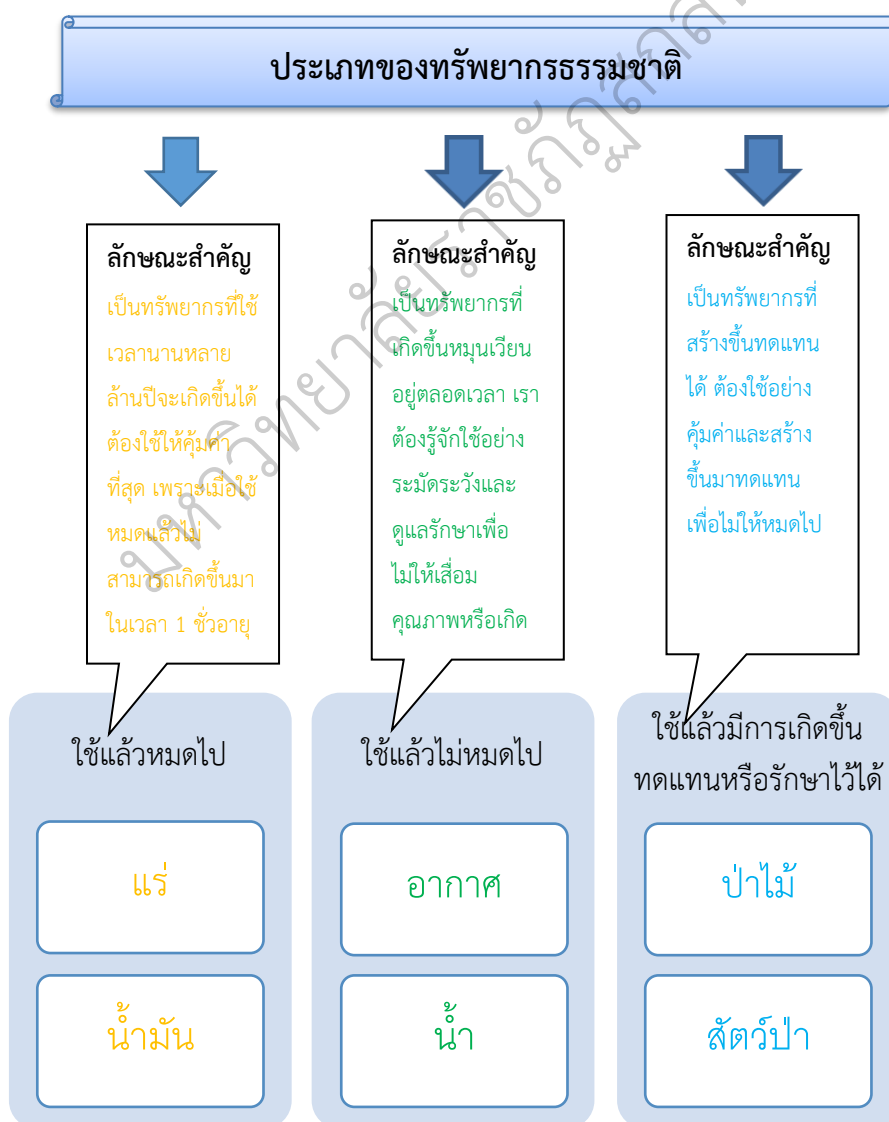 ประเภทของทรัพยากรธรรมชาติ
ลักษณะสำคัญ
เป็นทรัพยากรที่ใช้
เวลานานหลาย
ล้านปีจะเกิดขึ้นได้
ต้องใช้ให้คุ้มค่า
ที่สุด เพราะเมื่อใช้
หมดแล้วไม่
สามารถเกิดขึ้นมา
ในเวลา 1 ชั่วอายุ
ใช้แล้วหมดไป
แร่
น้ำมัน
ลักษณะสำคัญ
เป็นทรัพยากรที่
เกิดขึ้นหมุนเวียน
อยู่ตลอดเวลา เรา
ต้องรู้จักใช้อย่าง
ระมัดระวังและ
ดูแลรักษาเพื่อ
ไม่ให้เสื่อม
คุณภาพหรือเกิด
ใช้แล้วไม่หมดไป
อากาศ
น้ำ
ลักษณะสำคัญ
เป็นทรัพยากรที่
สร้างขึ้นทดแทน
ได้ ต้องใช้อย่าง
คุ้มค่าและสร้าง
ขึ้นมาทดแทน
เพื่อไม่ให้หมดไป
ใช้แล้วมีการเกิดขึ้น
ทดแทนหรือรักษาไว้ได้
ป่าไม้
สัตว์ป่า
มหาวิทยาลัยราชภัฏ